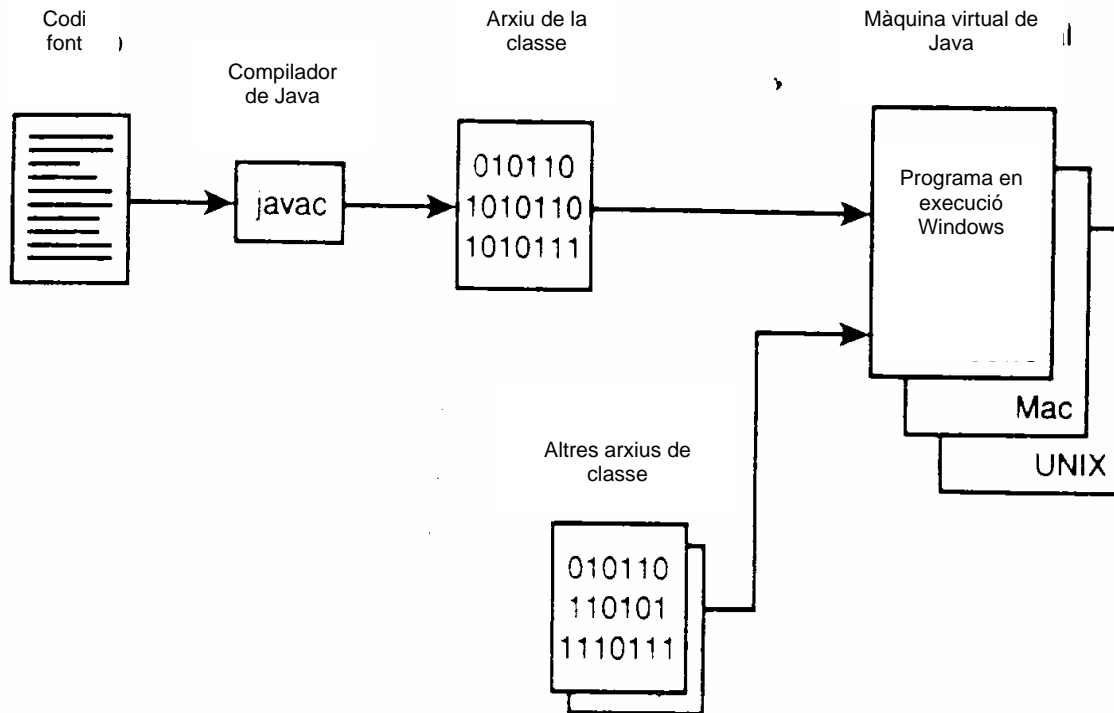 Codi
font
Arxiu de la
classe
Màquina virtual de
Java
Compilador
de Java
javac
010110
1010110
1010111
Programa en
execució
Windows
Mac
UNIX
Altres arxius de
classe
010110
110101
1110111